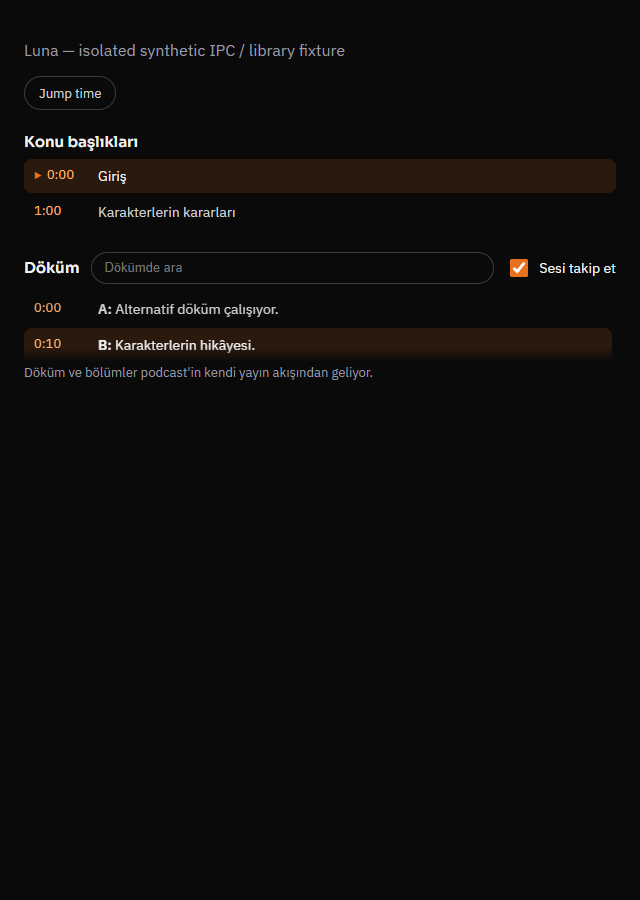 Luna — isolated synthetic IPC / library fixture
Jump time
Konu başlıkları
▶ 0:00 Giriş
1:00 Karakterlerin kararları
Döküm Dökümde ara Sesi takip et
0:00 A: Alternatif döküm çalışıyor.
0:10 B: Karakterlerin hikâyesi.
Döküm ve bölümler podcast'in kendi yayın akışından geliyor.